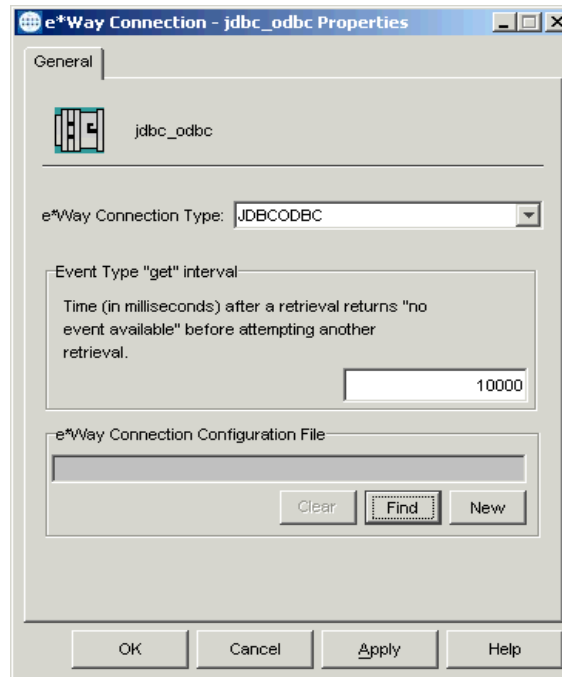 e*Way Connection - jdbc_odbc Properties
General
jdbc_odbc
e*Way Connection Type: JDBCODBC
Event Type "get" interval
Time (in milliseconds) after a retrieval returns "no
event available" before attempting another
retrieval.
10000
e*Way Connection Configuration File
Clear Find New
OK Cancel Apply Help